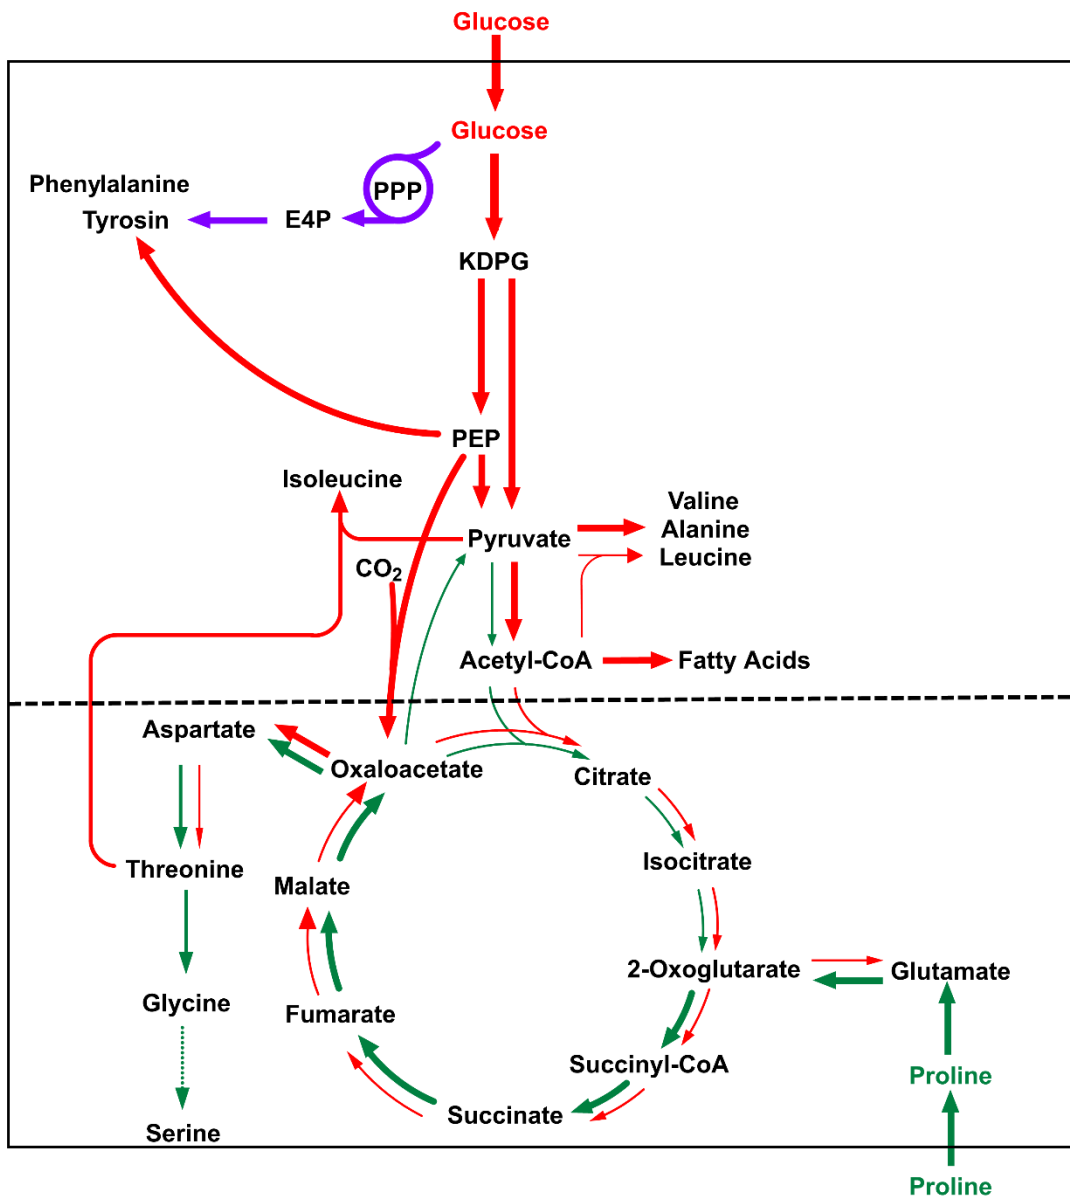 Glucose
Glucose
Phenylalanine
Tyrosin
E4P
PPP
KDPG
PEP
Isoleucine
Valine
Alanine
Leucine
Pyruvate
CO₂
Acetyl-CoA
Fatty Acids
Aspartate
Oxaloacetate
Citrate
Threonine
Malate
Isocitrate
2-Oxoglutarate
Glutamate
Glycine
Fumarate
Succinyl-CoA
Proline
Succinate
Serine
Proline